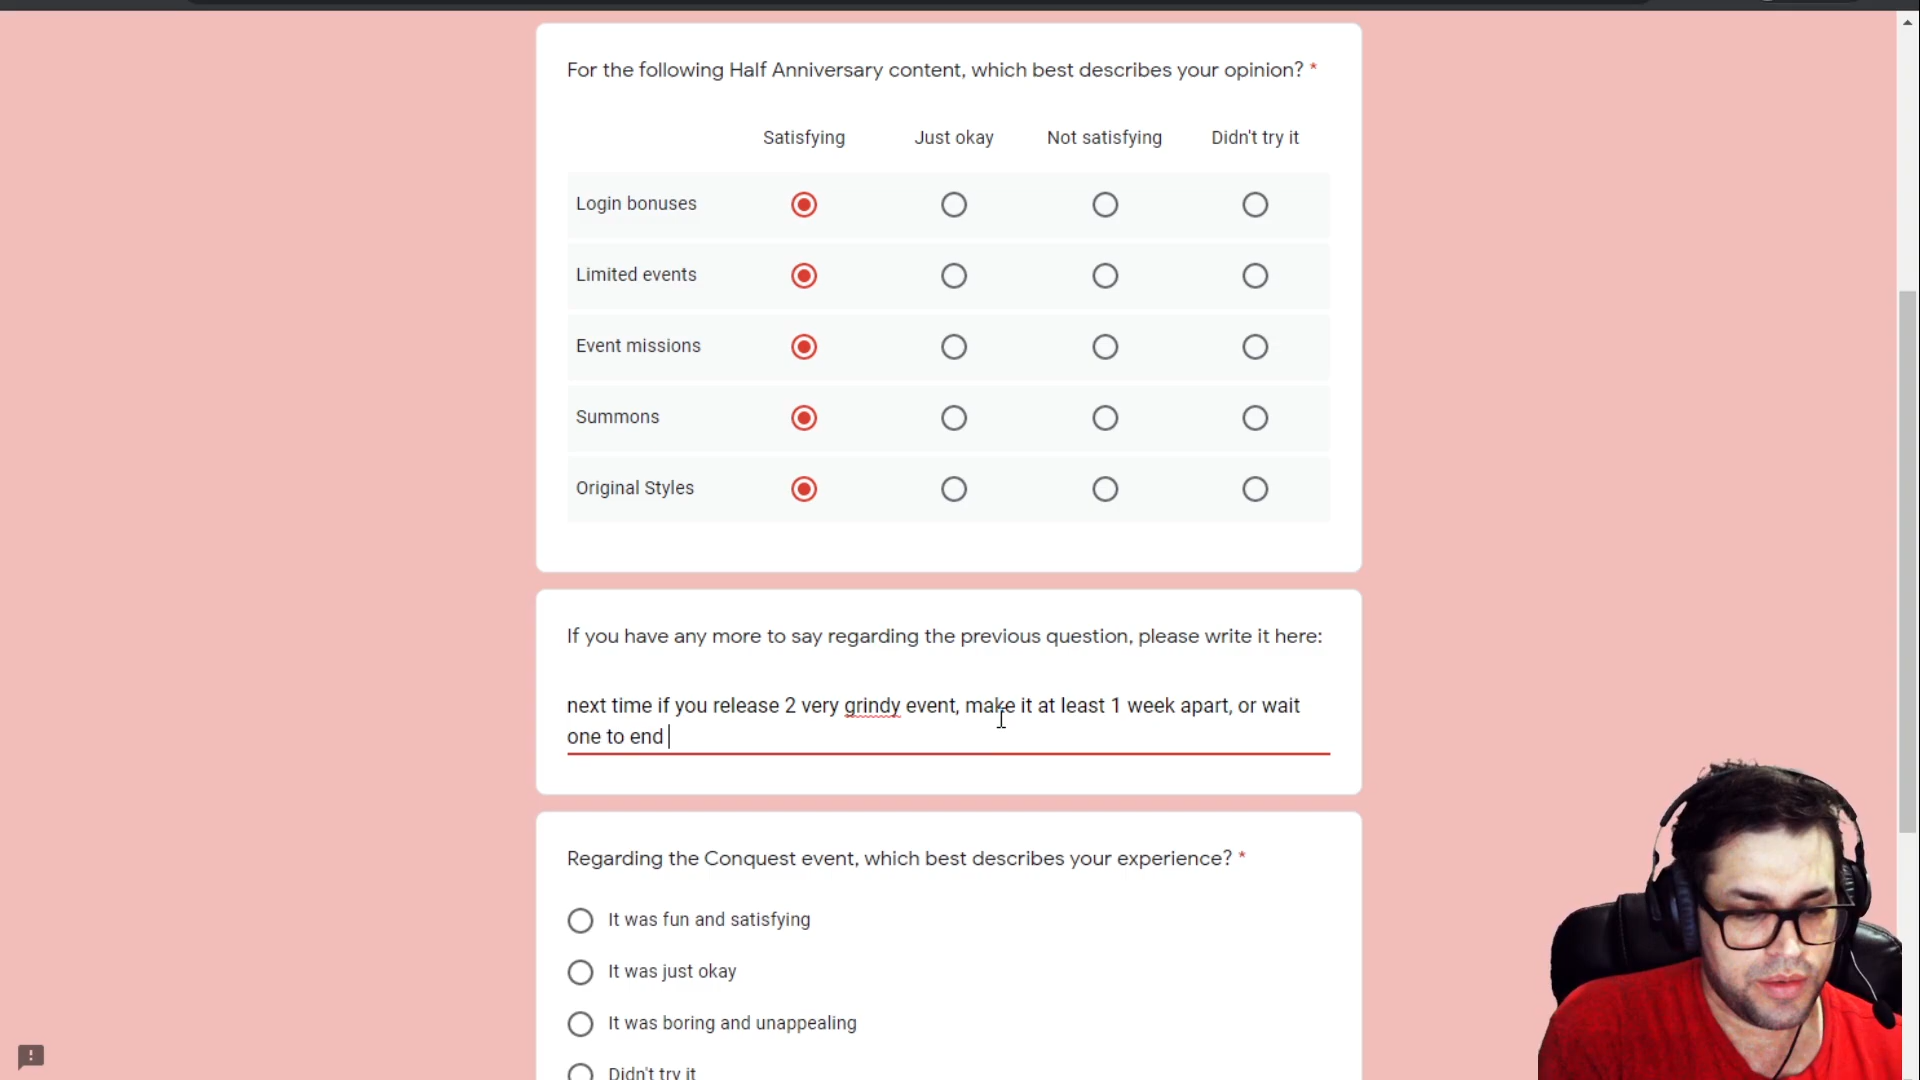 For the following Half Anniversary content, which best describes your opinion? *
Satisfying Just okay Not satisfying Didn't try it
Login bonuses
Limited events
Event missions
Summons
Original Styles
If you have any more to say regarding the previous question, please write it here:
next time if you release 2 very grindy event, make it at least 1 week apart, or wait
one to end
Regarding the Conquest event, which best describes your experience? *
It was fun and satisfying
It was just okay
It was boring and unappealing
Didn't try it